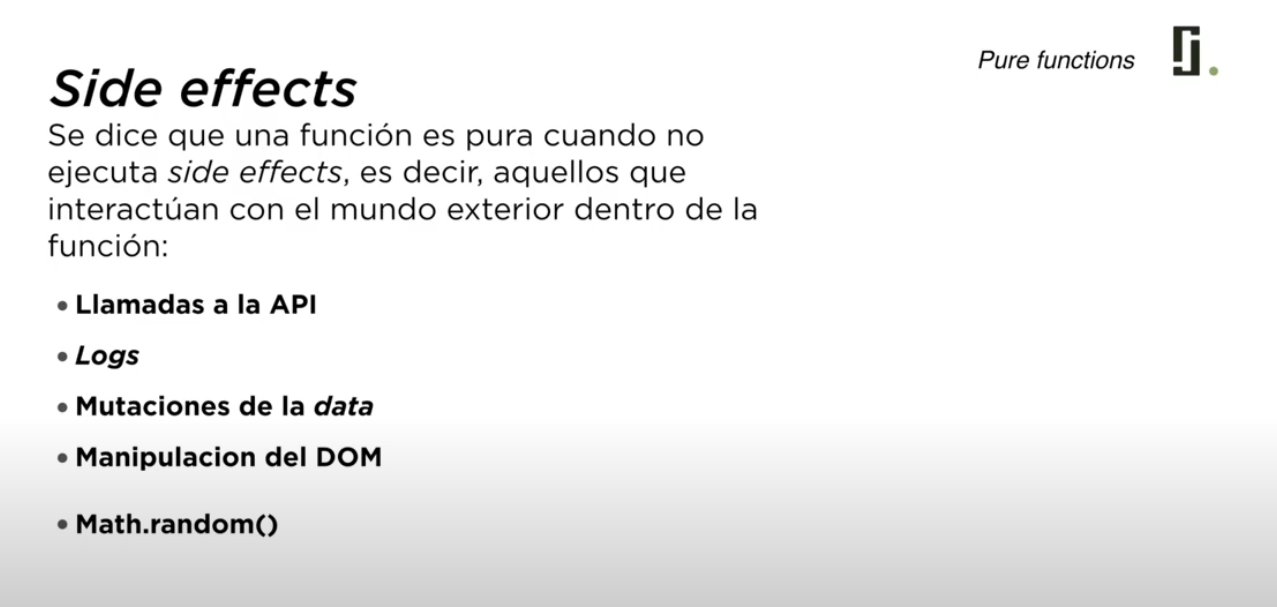 Pure functions
Side effects
Se dice que una función es pura cuando no
ejecuta side effects, es decir, aquellos que
interactúan con el mundo exterior dentro de la
función:
• Llamadas a la API
• Logs
• Mutaciones de la data
• Manipulacion del DOM
• Math.random()